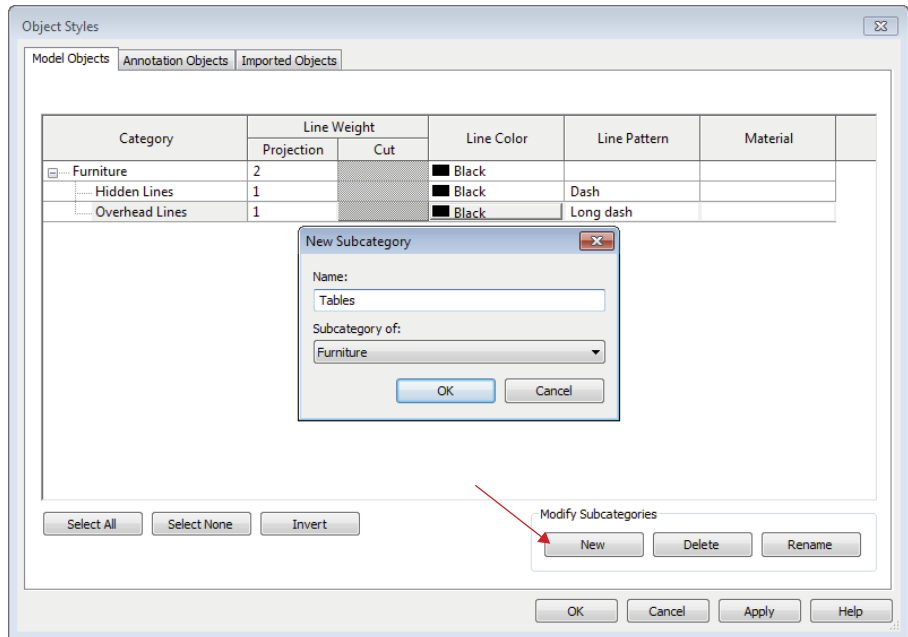 Object Styles
Model Objects Annotation Objects Imported Objects
Category Line Weight Line Color Line Pattern Material
Projection Cut
Furniture 2 Black
Hidden Lines 1 Black Dash
Overhead Lines 1 Black Long dash
New Subcategory
Name:
Tables
Subcategory of:
Furniture
OK Cancel
Select All Select None Invert
Modify Subcategories
New Delete Rename
OK Cancel Apply Help